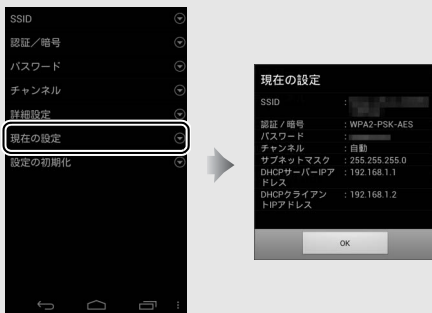 SSID
認証／暗号
パスワード
チャンネル
詳細設定
現在の設定
設定の初期化
現在の設定
SSID :
認証 / 暗号 : WPA2-PSK-AES
パスワード :
チャンネル : 自動
サブネットマスク : 255.255.255.0
DHCPサーバーIPア : 192.168.1.1
ドレス
DHCPクライアン : 192.168.1.2
トIPアドレス
OK